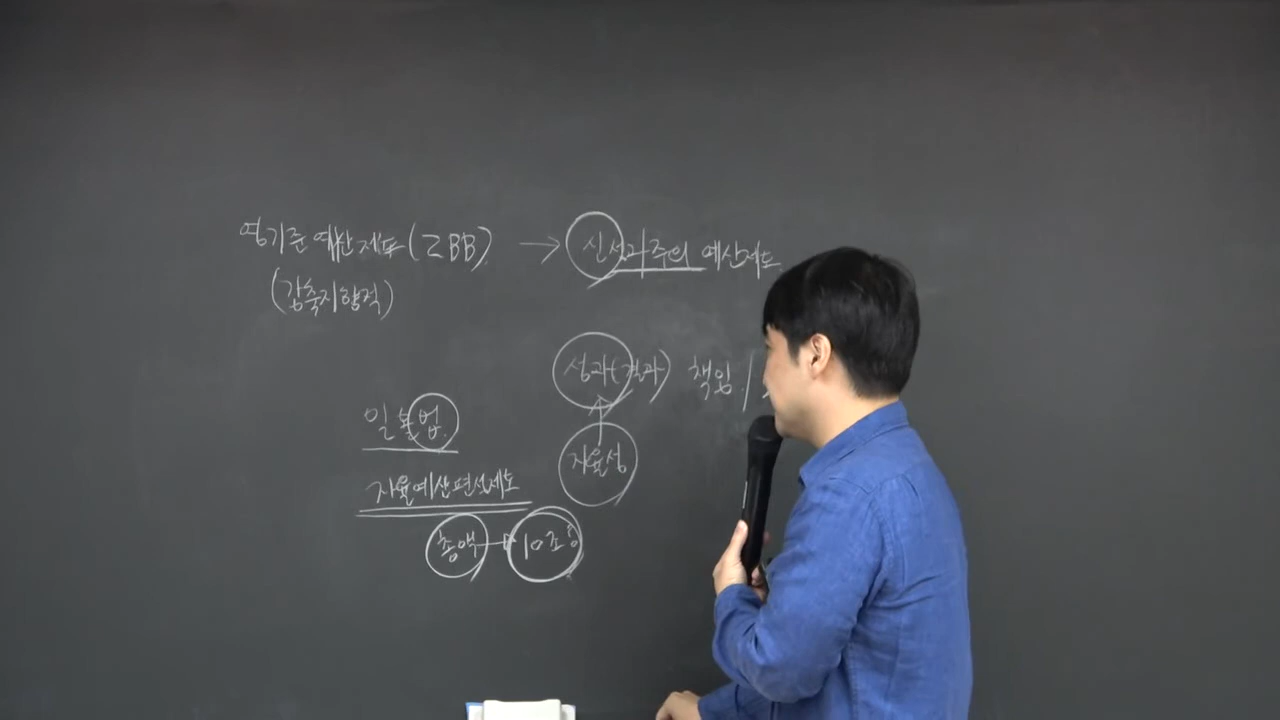 영기준 예산제도(ZBB) → 신성과주의 예산제도
(감축지향적)
성과(결과) 책임 /
일몰법
자율성
자율예산편성제도
총액 → 10조